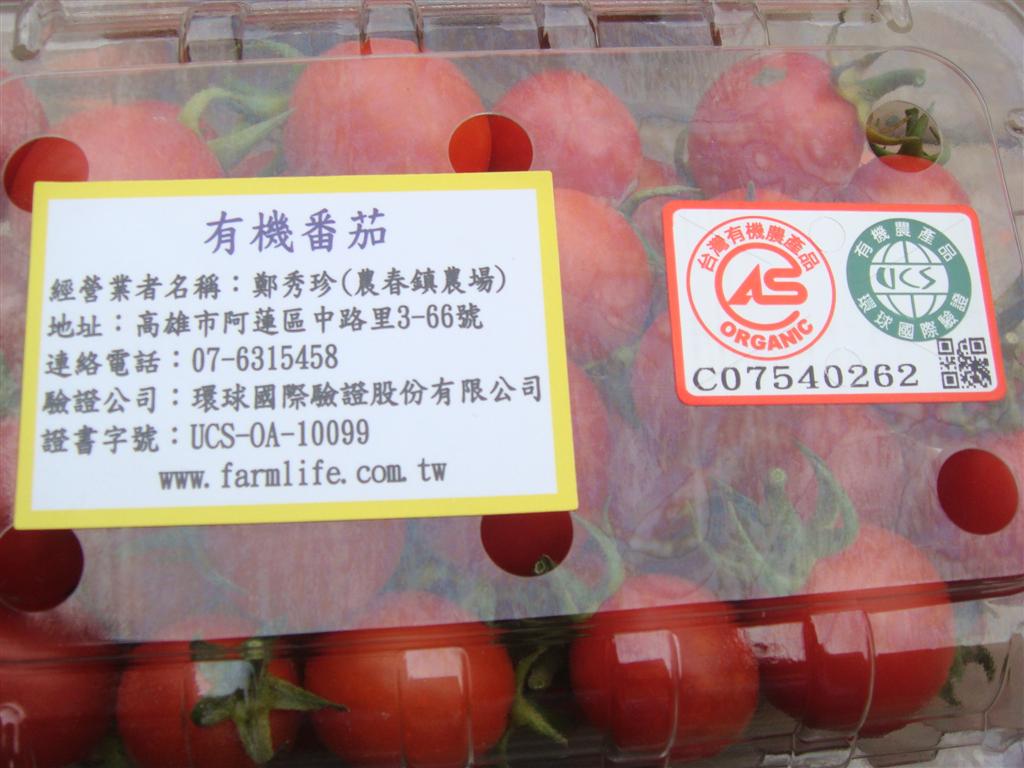 有機番茄
經營業者名稱：鄭秀珍(農春鎮農場)
地址：高雄市阿蓮區中路里3-66號
連絡電話：07-6315458
驗證公司：環球國際驗證股份有限公司
證書字號：UCS-OA-10099
www.farmlife.com.tw
台灣有機農產品
AS
ORGANIC
有機農產品
UCS
環球國際驗證
C07540262